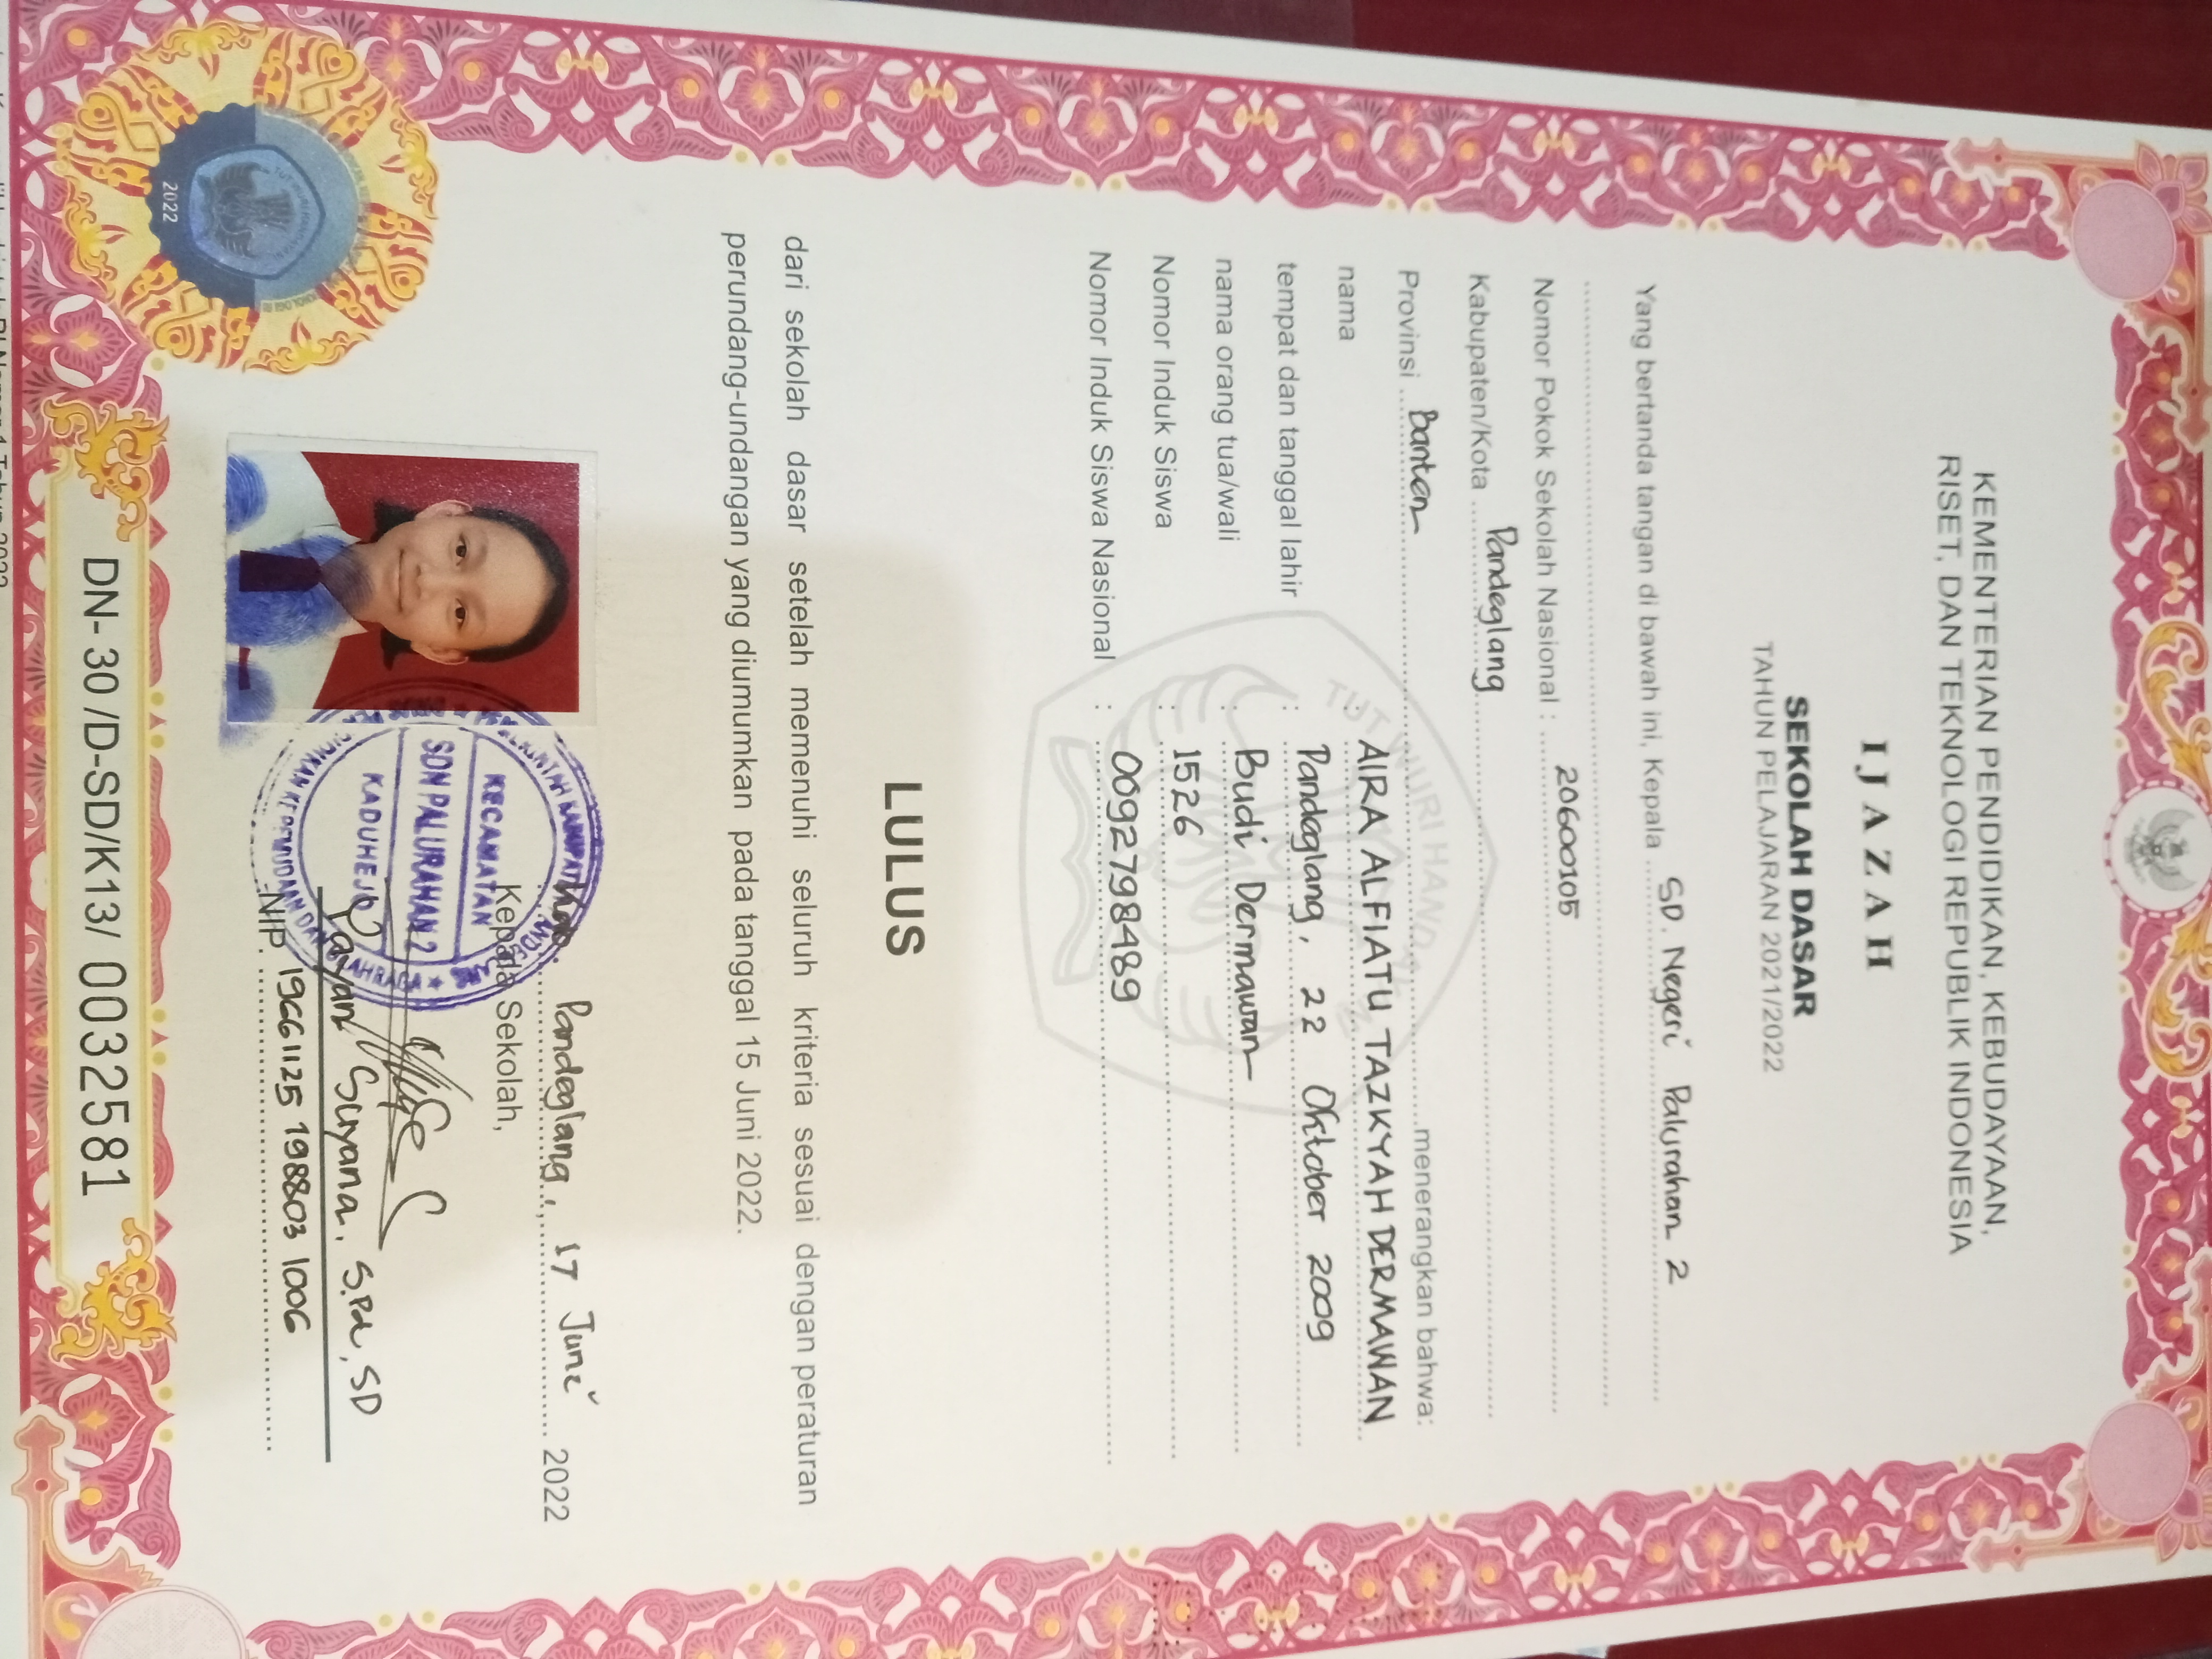 KEMENTERIAN PENDIDIKAN, KEBUDAYAAN,
RISET, DAN TEKNOLOGI REPUBLIK INDONESIA
IJAZAH
SEKOLAH DASAR
TAHUN PELAJARAN 2021/2022
Yang bertanda tangan di bawah ini, Kepala SD. Negeri Palurahan 2
Nomor Pokok Sekolah Nasional : 20600105
Kabupaten/Kota Pandeglang
Provinsi Banten menerangkan bahwa:
nama : AIRA ALFIATU TAZKYAH DERMAWAN
tempat dan tanggal lahir : Pandeglang, 22 Oktober 2009
nama orang tua/wali : Budi Dermawan
Nomor Induk Siswa : 1526
Nomor Induk Siswa Nasional : 0092798489
TUT WURI HANDAYANI
LULUS
dari sekolah dasar setelah memenuhi seluruh kriteria sesuai dengan peraturan
perundang-undangan yang diumumkan pada tanggal 15 Juni 2022.
Pandeglang, 17 Juni 2022
Kepala Sekolah,
KECAMATAN
SDN PALURAHAN 2
KADUHEJO
Yayan Suryana, S.Pd, SD
NIP. 19661125 198803 1006
2022
DN- 30 /D-SD/K13/ 0032581